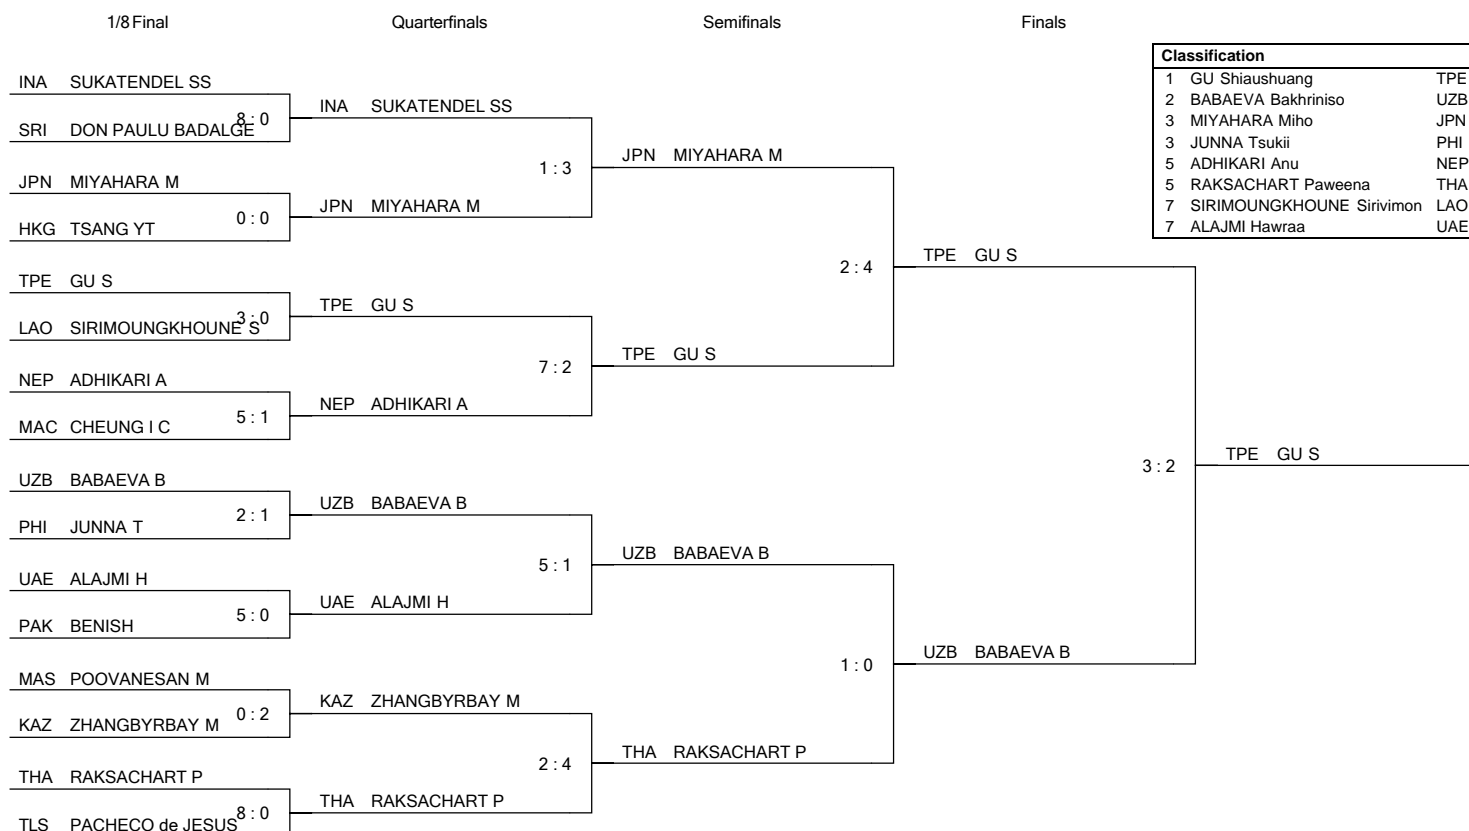 1/8 Final Quarterfinals Semifinals Finals
Classification
1 GU Shiaushuang TPE
2 BABAEVA Bakhriniso UZB
3 MIYAHARA Miho JPN
3 JUNNA Tsukii PHI
5 ADHIKARI Anu NEP
5 RAKSACHART Paweena THA
7 SIRIMOUNGKHOUNE Sirivimon LAO
7 ALAJMI Hawraa UAE
INA SUKATENDEL SS
8 : 0
SRI DON PAULU BADALGE
JPN MIYAHARA M
0 : 0
HKG TSANG YT
TPE GU S
3 : 0
LAO SIRIMOUNGKHOUNE S
NEP ADHIKARI A
5 : 1
MAC CHEUNG I C
UZB BABAEVA B
2 : 1
PHI JUNNA T
UAE ALAJMI H
5 : 0
PAK BENISH
MAS POOVANESAN M
0 : 2
KAZ ZHANGBYRBAY M
THA RAKSACHART P
8 : 0
TLS PACHECO de JESUS
INA SUKATENDEL SS
1 : 3
JPN MIYAHARA M
TPE GU S
7 : 2
NEP ADHIKARI A
UZB BABAEVA B
5 : 1
UAE ALAJMI H
KAZ ZHANGBYRBAY M
2 : 4
THA RAKSACHART P
JPN MIYAHARA M
2 : 4
TPE GU S
UZB BABAEVA B
1 : 0
THA RAKSACHART P
TPE GU S
3 : 2
UZB BABAEVA B
TPE GU S